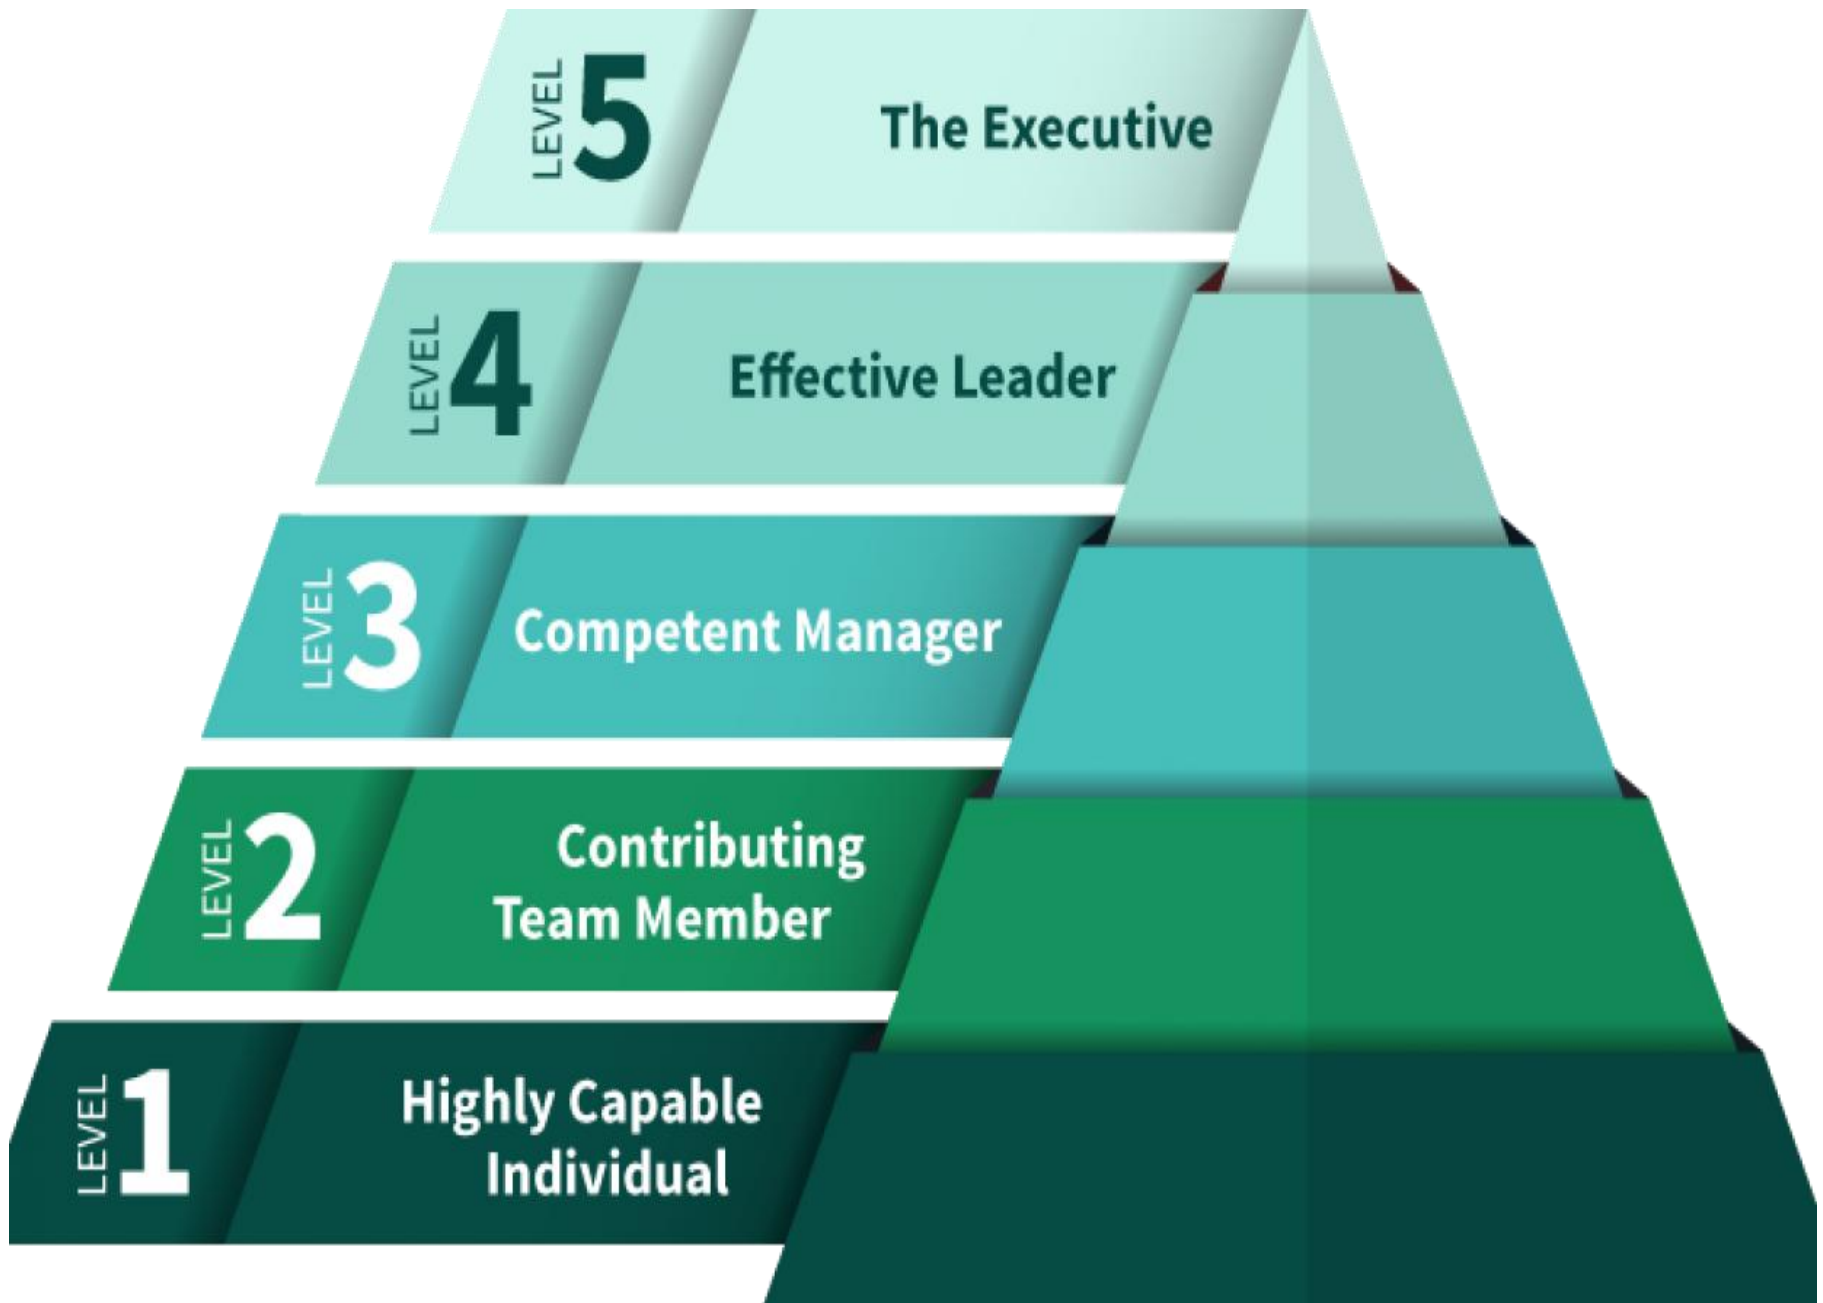 LEVEL 5
The Executive
LEVEL 4
Effective Leader
LEVEL 3
Competent Manager
LEVEL 2
Contributing
Team Member
LEVEL 1
Highly Capable
Individual